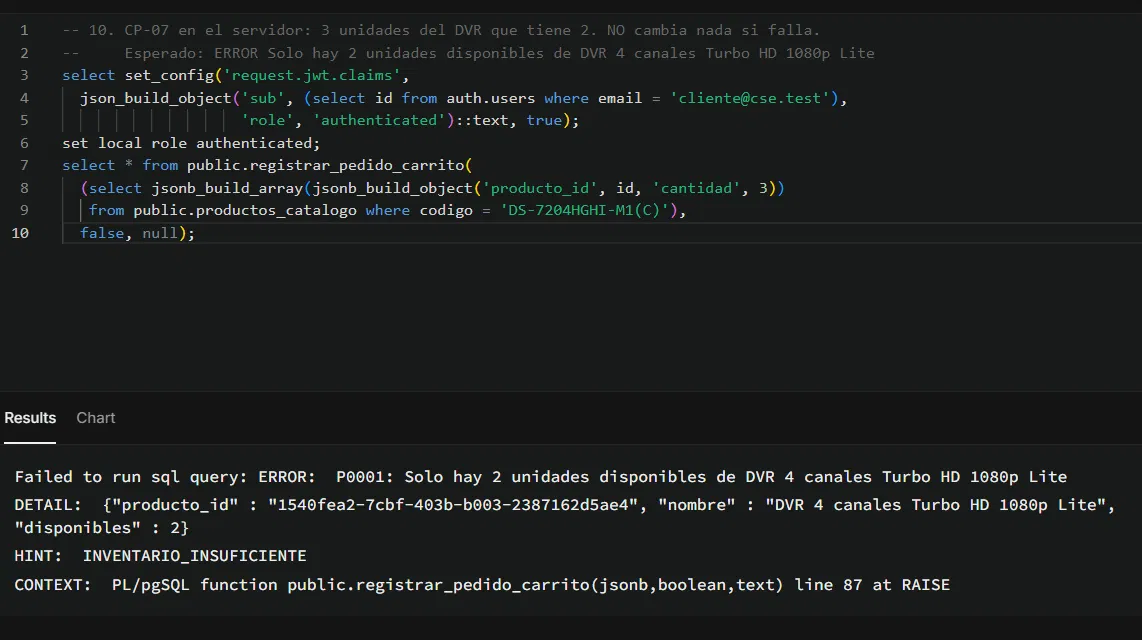 1 -- 10. CP-07 en el servidor: 3 unidades del DVR que tiene 2. NO cambia nada si falla.
2 --     Esperado: ERROR Solo hay 2 unidades disponibles de DVR 4 canales Turbo HD 1080p Lite
3 select set_config('request.jwt.claims',
4   json_build_object('sub', (select id from auth.users where email = 'cliente@cse.test'),
5                     'role', 'authenticated')::text, true);
6 set local role authenticated;
7 select * from public.registrar_pedido_carrito(
8   (select jsonb_build_array(jsonb_build_object('producto_id', id, 'cantidad', 3))
9    from public.productos_catalogo where codigo = 'DS-7204HGHI-M1(C)'),
10   false, null);
Results Chart
Failed to run sql query: ERROR:  P0001: Solo hay 2 unidades disponibles de DVR 4 canales Turbo HD 1080p Lite
DETAIL:  {"producto_id" : "1540fea2-7cbf-403b-b003-2387162d5ae4", "nombre" : "DVR 4 canales Turbo HD 1080p Lite",
"disponibles" : 2}
HINT:  INVENTARIO_INSUFICIENTE
CONTEXT:  PL/pgSQL function public.registrar_pedido_carrito(jsonb,boolean,text) line 87 at RAISE